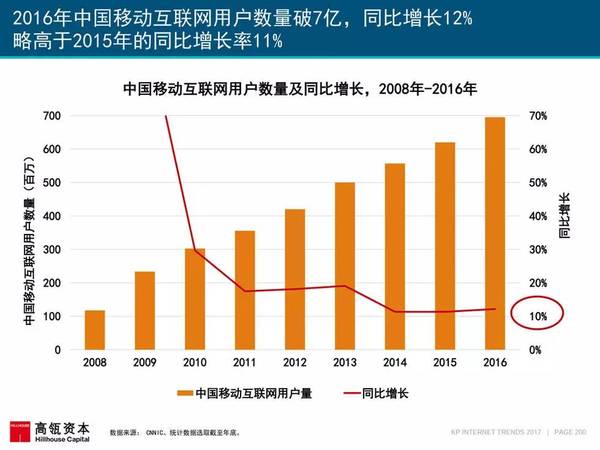 2016年中国移动互联网用户数量破7亿，同比增长12%
略高于2015年的同比增长率11%
中国移动互联网用户数量及同比增长，2008年-2016年
中国移动互联网用户数量（百万）
700
600
500
400
300
200
100
0
70%
60%
50%
40%
30%
20%
10%
0%
同比增长
2008 2009 2010 2011 2012 2013 2014 2015 2016
中国移动互联网用户量 同比增长
HILLHOUSE
高瓴资本
Hillhouse Capital
数据来源： CNNIC、统计数据选取截至年底。
KP INTERNET TRENDS 2017 | PAGE 200